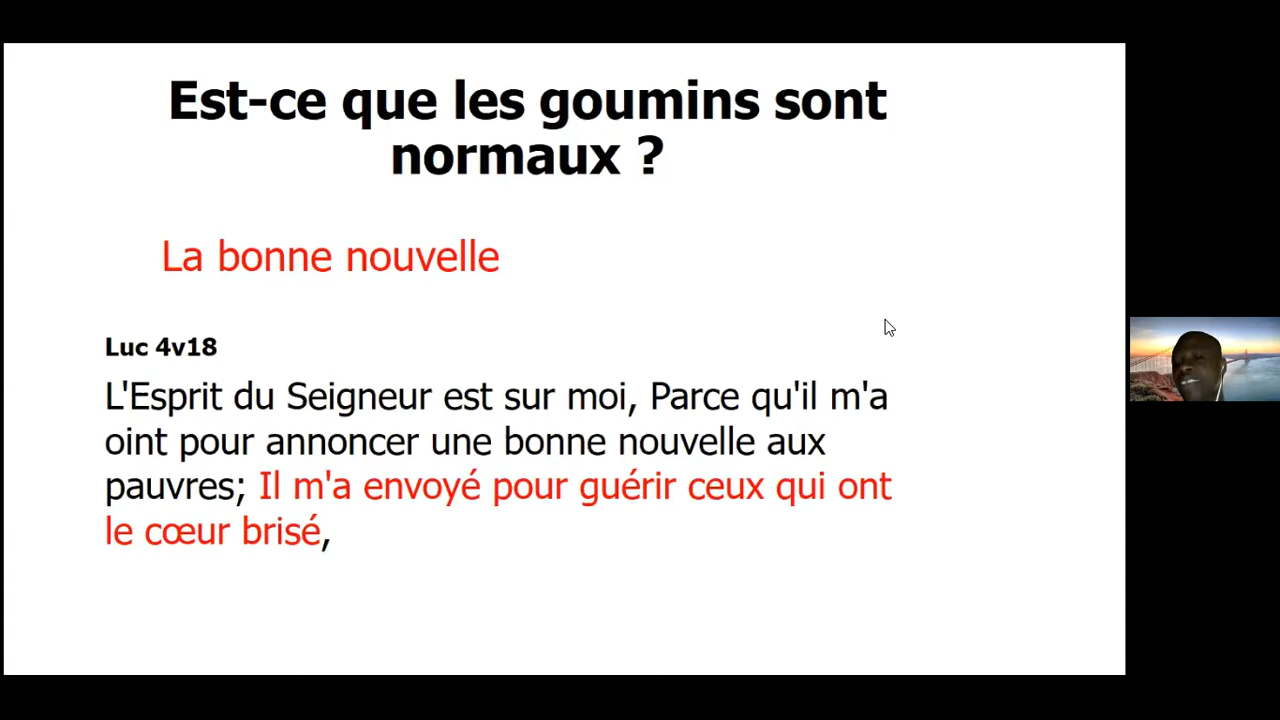 Est-ce que les goumins sont
normaux ?
La bonne nouvelle
Luc 4v18
L'Esprit du Seigneur est sur moi, Parce qu'il m'a
oint pour annoncer une bonne nouvelle aux
pauvres; Il m'a envoyé pour guérir ceux qui ont
le cœur brisé,